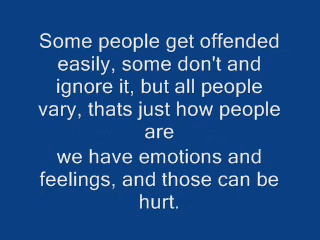 Some people get offended
easily, some don't and
ignore it, but all people
vary, thats just how people
are
we have emotions and
feelings, and those can be
hurt.